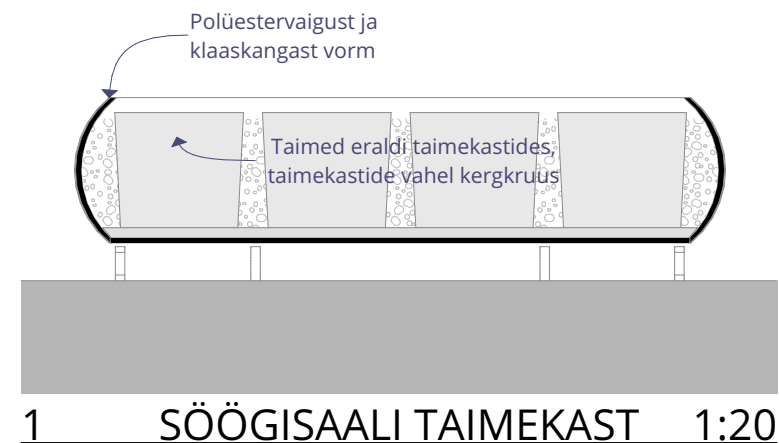 Polüestervaigust ja
klaaskangast vorm
Taimed eraldi taimekastides,
taimekastide vahel kergkruus
1 SÖÖGISAALI TAIMEKAST 1:20